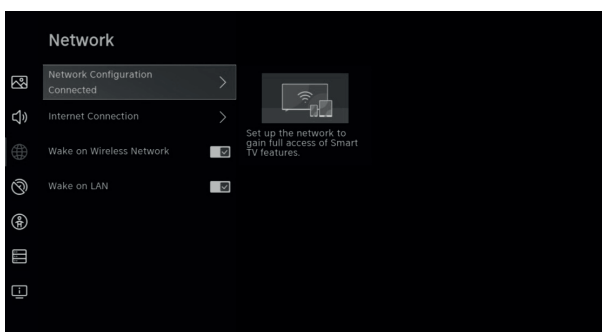 Network
Network Configuration
Connected
Internet Connection
Set up the network to
gain full access of Smart
TV features.
Wake on Wireless Network
Wake on LAN